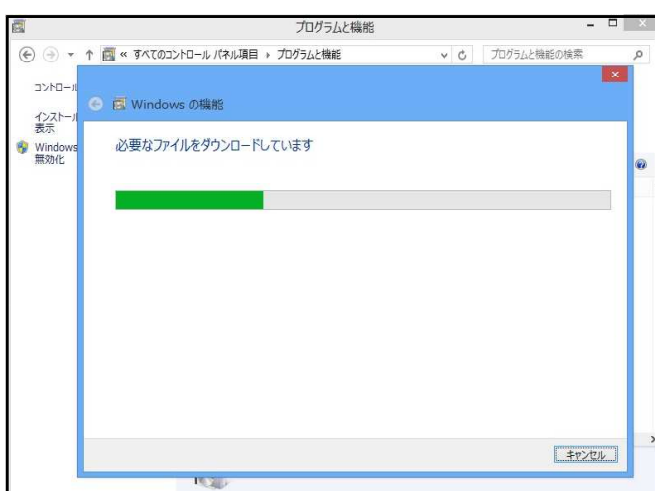 プログラムと機能
« すべてのコントロール パネル項目 › プログラムと機能
プログラムと機能の検索
コントロール
インストール
表示
Windows
無効化
Windows の機能
必要なファイルをダウンロードしています
キャンセル